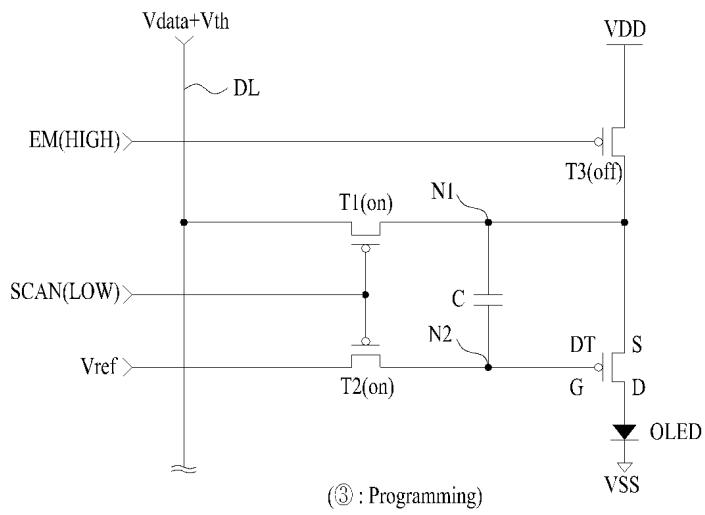 Vdata+Vth
VDD
DL
EM(HIGH)
T3(off)
T1(on)
N1
SCAN(LOW)
C
N2
DT
S
Vref
T2(on)
G
D
OLED
VSS
(③ : Programming)